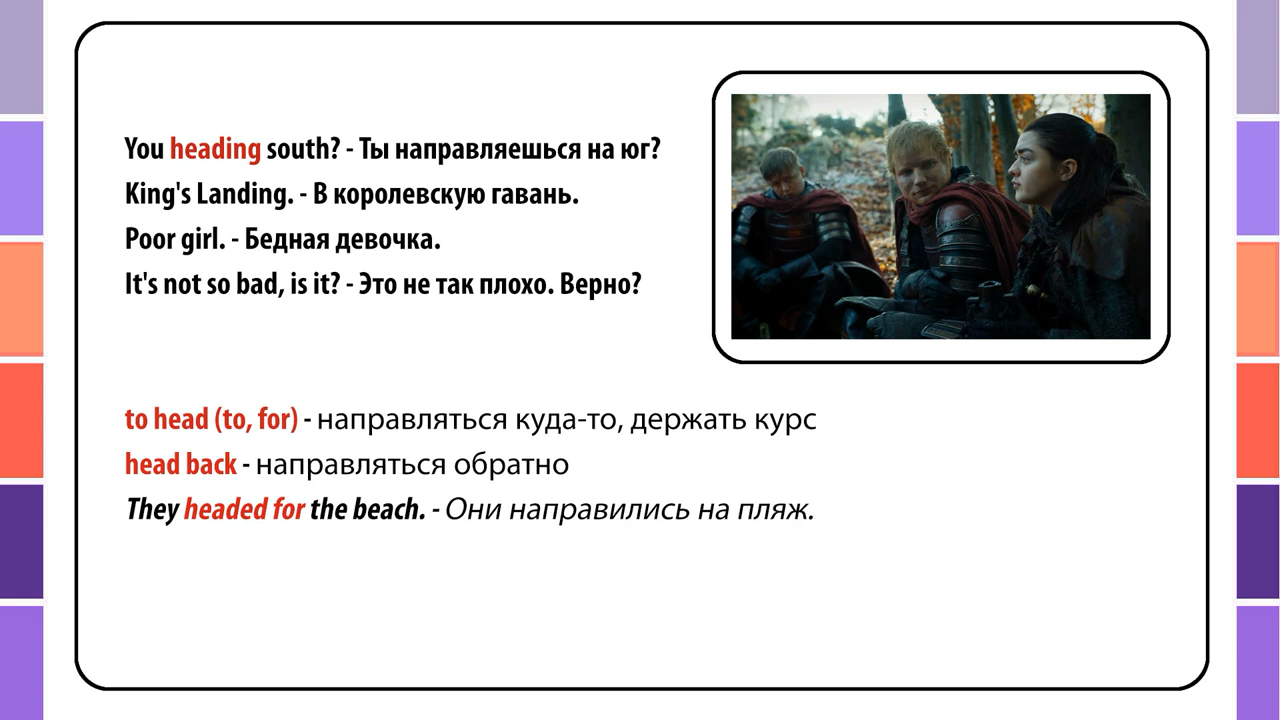 You heading south? - Ты направляешься на юг?
King's Landing. - В королевскую гавань.
Poor girl. - Бедная девочка.
It's not so bad, is it? - Это не так плохо. Верно?
to head (to, for) - направляться куда-то, держать курс
head back - направляться обратно
They headed for the beach. - Они направились на пляж.